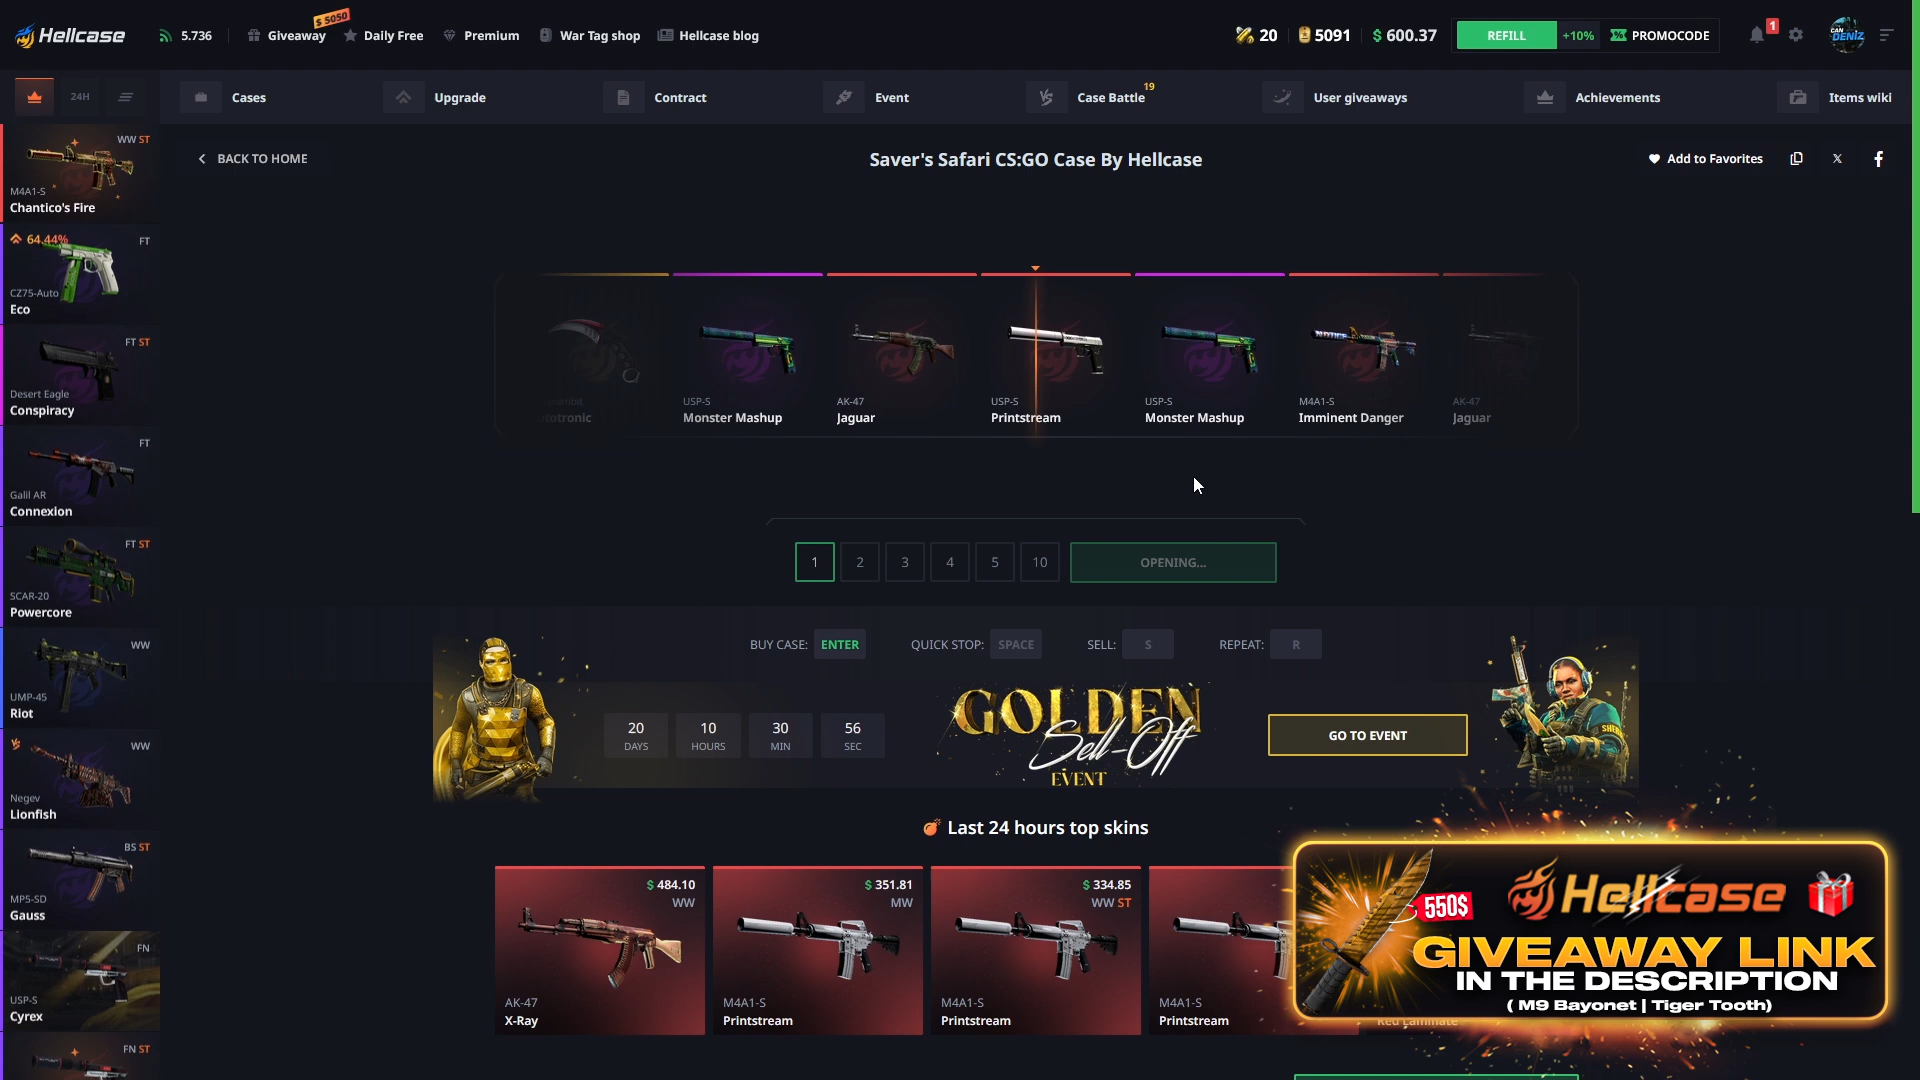 Hellcase
5.736
Giveaway
$ 5050
Daily Free
Premium
War Tag shop
Hellcase blog
20
5091
$ 600.37
REFILL
+10%
PROMOCODE
1
CAN
DENİZ
24H
Cases
Upgrade
Contract
Event
Case Battle
19
User giveaways
Achievements
Items wiki
BACK TO HOME
Saver's Safari CS:GO Case By Hellcase
Add to Favorites
WW ST
M4A1-S
Chantico's Fire
64.44%
FT
CZ75-Auto
Eco
FT ST
Desert Eagle
Conspiracy
FT
Galil AR
Connexion
FT ST
SCAR-20
Powercore
WW
UMP-45
Riot
WW
Negev
Lionfish
BS ST
MP5-SD
Gauss
FN
USP-S
Cyrex
FN ST
USP-S
Monster Mashup
AK-47
Jaguar
USP-S
Printstream
USP-S
Monster Mashup
M4A1-S
Imminent Danger
AK-47
Jaguar
1
2
3
4
5
10
OPENING...
BUY CASE: ENTER
QUICK STOP: SPACE
SELL: S
REPEAT: R
20
DAYS
10
HOURS
30
MIN
56
SEC
GOLDEN
Sell-Off
EVENT
GO TO EVENT
Last 24 hours top skins
$ 484.10
WW
AK-47
X-Ray
$ 351.81
MW
M4A1-S
Printstream
$ 334.85
WW ST
M4A1-S
Printstream
M4A1-S
Printstream
550$
Hellcase
GIVEAWAY LINK
IN THE DESCRIPTION
( M9 Bayonet | Tiger Tooth)